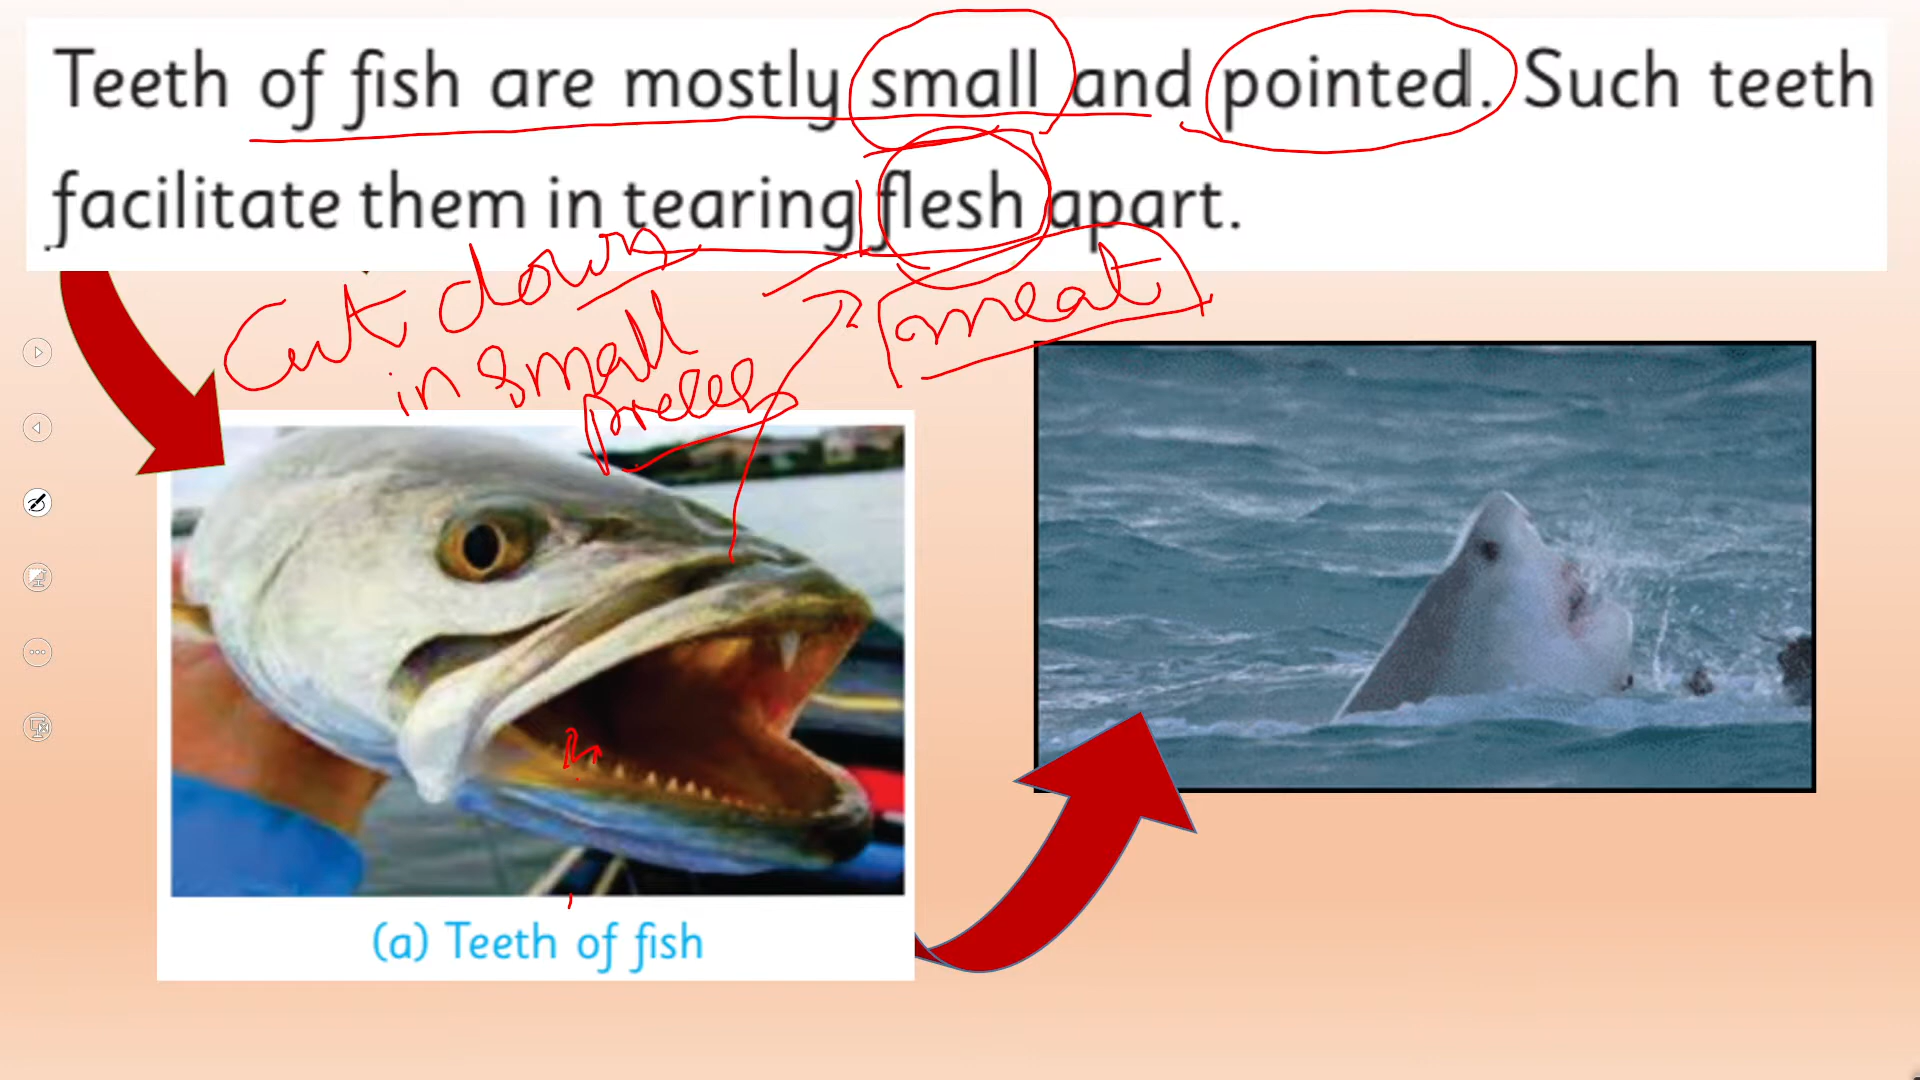 Teeth of fish are mostly small and pointed. Such teeth
facilitate them in tearing flesh apart.
Cut down
in small
pieces
meat
(a) Teeth of fish